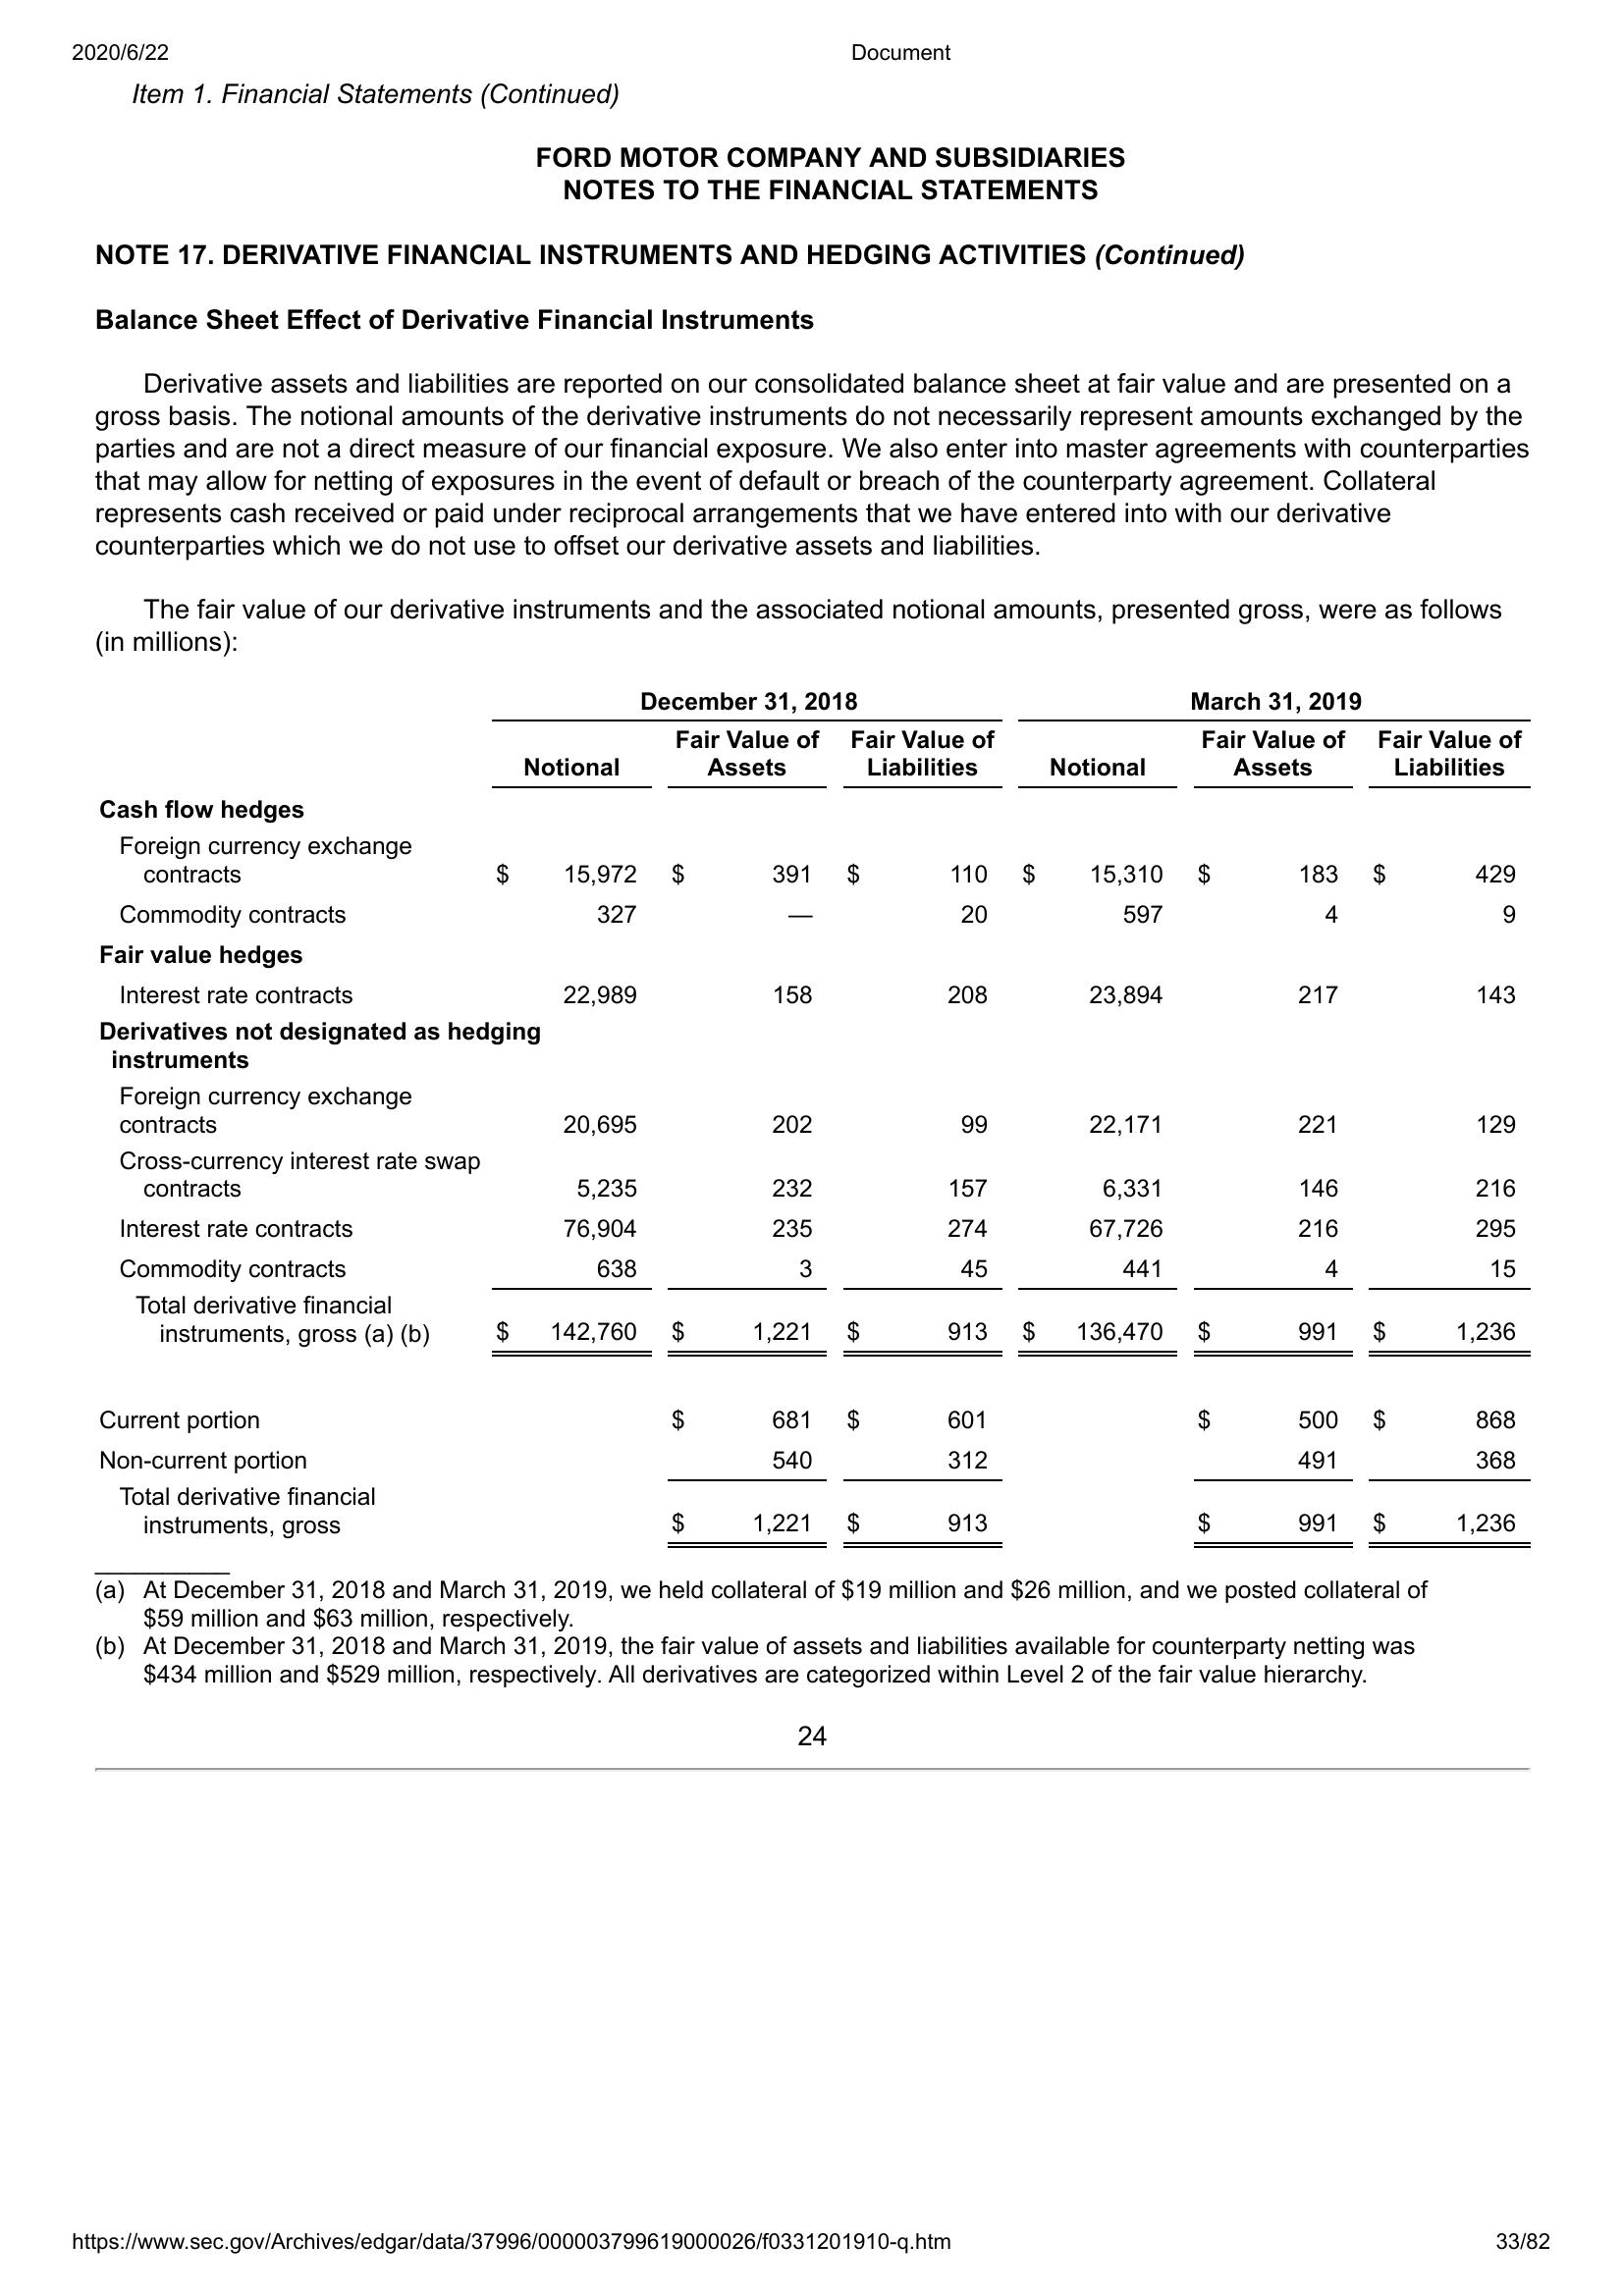 2020/6/22 Document
Item 1. Financial Statements (Continued)
FORD MOTOR COMPANY AND SUBSIDIARIES
NOTES TO THE FINANCIAL STATEMENTS
NOTE 17. DERIVATIVE FINANCIAL INSTRUMENTS AND HEDGING ACTIVITIES (Continued)
Balance Sheet Effect of Derivative Financial Instruments
Derivative assets and liabilities are reported on our consolidated balance sheet at fair value and are presented on a
gross basis. The notional amounts of the derivative instruments do not necessarily represent amounts exchanged by the
parties and are not a direct measure of our financial exposure. We also enter into master agreements with counterparties
that may allow for netting of exposures in the event of default or breach of the counterparty agreement. Collateral
represents cash received or paid under reciprocal arrangements that we have entered into with our derivative
counterparties which we do not use to offset our derivative assets and liabilities.
The fair value of our derivative instruments and the associated notional amounts, presented gross, were as follows
(in millions):
December 31, 2018 March 31, 2019
Fair Value of Fair Value of Fair Value of Fair Value of
Notional Assets Liabilities Notional Assets Liabilities
Cash flow hedges
Foreign currency exchange
contracts $ 15,972 $ 391 $ 110 $ 15,310 $ 183 $ 429
Commodity contracts 327 — 20 597 4 9
Fair value hedges
Interest rate contracts 22,989 158 208 23,894 217 143
Derivatives not designated as hedging
instruments
Foreign currency exchange
contracts 20,695 202 99 22,171 221 129
Cross-currency interest rate swap
contracts 5,235 232 157 6,331 146 216
Interest rate contracts 76,904 235 274 67,726 216 295
Commodity contracts 638 3 45 441 4 15
Total derivative financial
instruments, gross (a) (b) $ 142,760 $ 1,221 $ 913 $ 136,470 $ 991 $ 1,236
Current portion $ 681 $ 601 $ 500 $ 868
Non-current portion 540 312 491 368
Total derivative financial
instruments, gross $ 1,221 $ 913 $ 991 $ 1,236
(a) At December 31, 2018 and March 31, 2019, we held collateral of $19 million and $26 million, and we posted collateral of
$59 million and $63 million, respectively.
(b) At December 31, 2018 and March 31, 2019, the fair value of assets and liabilities available for counterparty netting was
$434 million and $529 million, respectively. All derivatives are categorized within Level 2 of the fair value hierarchy.
24
https://www.sec.gov/Archives/edgar/data/37996/000003799619000026/f0331201910-q.htm 33/82